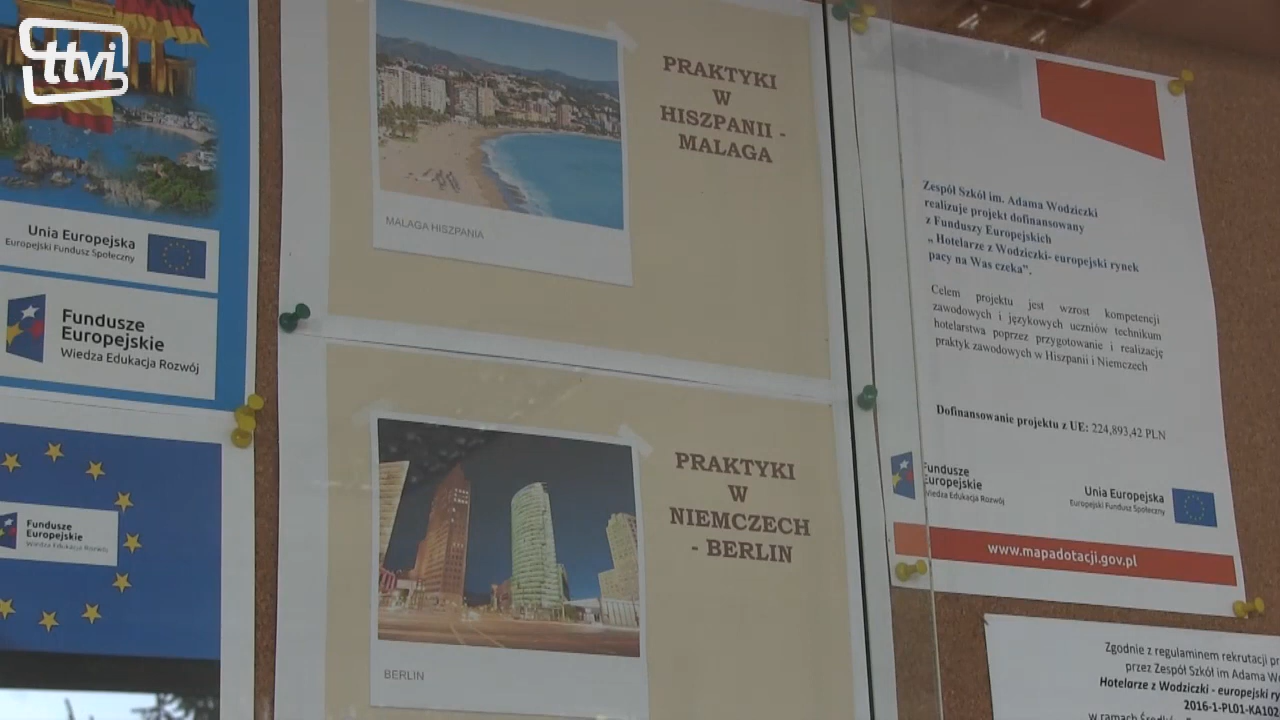 ttvi
Unia Europejska
Europejski Fundusz Społeczny
Fundusze
Europejskie
Wiedza Edukacja Rozwój
Fundusze
Europejskie
Wiedza Edukacja Rozwój
PRAKTYKI
W
HISZPANII -
MALAGA
MALAGA HISZPANIA
PRAKTYKI
W
NIEMCZECH
- BERLIN
BERLIN
Zespół Szkół im. Adama Wodziczki
realizuje projekt dofinansowany
z Funduszy Europejskich
„ Hotelarze z Wodziczki- europejski rynek
pacy na Was czeka”.
Celem projektu jest wzrost kompetencji
zawodowych i językowych uczniów technikum
hotelarstwa poprzez przygotowanie i realizację
praktyk zawodowych w Hiszpanii i Niemczech
Dofinansowanie projektu z UE: 224,893,42 PLN
Fundusze
Europejskie
Wiedza Edukacja Rozwój
Unia Europejska
Europejski Fundusz Społeczny
www.mapadotacji.gov.pl
Zgodnie z regulaminem rekrutacji
przez Zespół Szkół im Adama
Hotelarze z Wodziczki - europejski
2016-1-PL01-KA102
w ramach